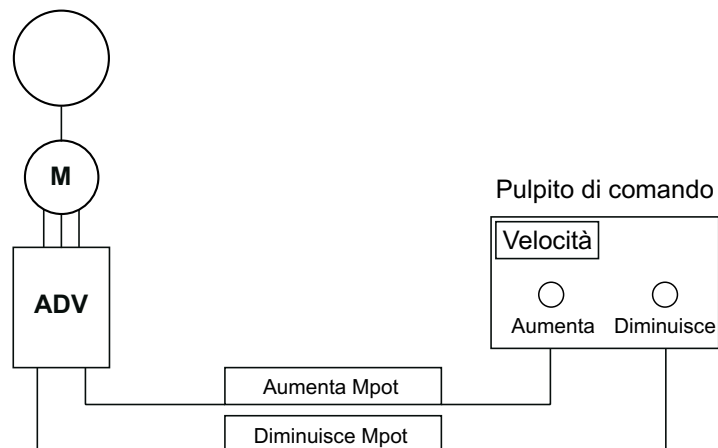 M
Pulpito di comando
Velocità
ADV
Aumenta Diminuisce
Aumenta Mpot
Diminuisce Mpot